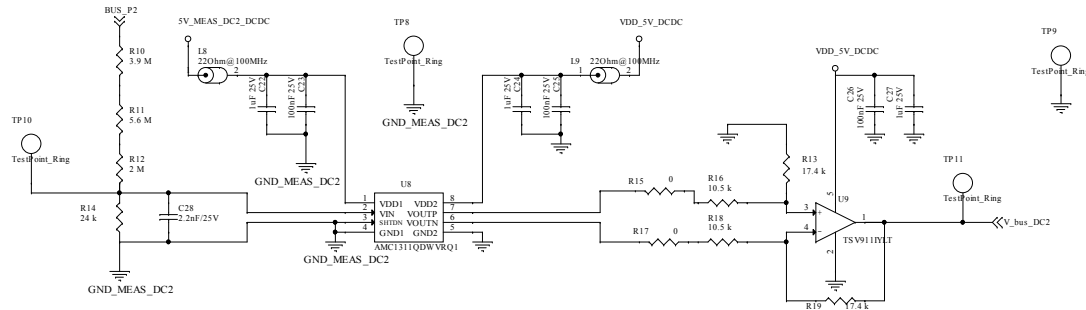 BUS_P2
R10
3.9 M
R11
5.6 M
R12
2 M
TP10
TestPoint_Ring
R14
24 k
C28
2.2nF/25V
GND_MEAS_DC2
5V_MEAS_DC2_DCDC
L8
22Ohm@100MHz
1
2
1uF 25V
C22
100nF 25V
C23
GND_MEAS_DC2
TP8
TestPoint_Ring
GND_MEAS_DC2
VDD_5V_DCDC
L9
22Ohm@100MHz
1
2
1uF 25V
C24
100nF 25V
C25
U8
1
VDD1
VDD2
8
2
VIN
VOUTP
7
3
SHTDN
VOUTN
6
4
GND1
GND2
5
AMC1311QDWVRQ1
GND_MEAS_DC2
R15
0
R16
10.5 k
R17
0
R18
10.5 k
R13
17.4 k
VDD_5V_DCDC
C26
100nF 25V
C27
1uF 25V
U9
5
3
+
4
-
1
2
TSV911IYLT
R19
17.4 k
TP11
TestPoint_Ring
V_bus_DC2
TP9
TestPoint_Ring